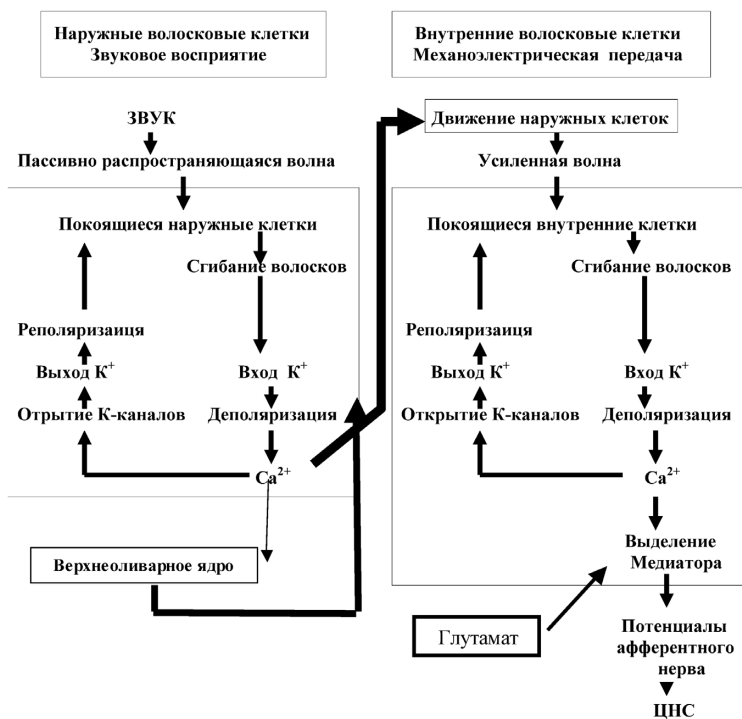 Наружные волосковые клетки
Звуковое восприятие
ЗВУК
Пассивно распространяющаяся волна
Покоящиеся наружные клетки
Сгибание волосков
Реполяризаиця
Выход К+
Вход К+
Отрытие К-каналов
Деполяризация
Ca2+
Верхнеоливарное ядро
Внутренние волосковые клетки
Механоэлектрическая передача
Движение наружных клеток
Усиленная волна
Покоящиеся внутренние клетки
Сгибание волосков
Реполяризаиця
Выход К+
Вход К+
Открытие К-каналов
Деполяризация
Ca2+
Выделение
Медиатора
Глутамат
Потенциалы
афферентного
нерва
ЦНС